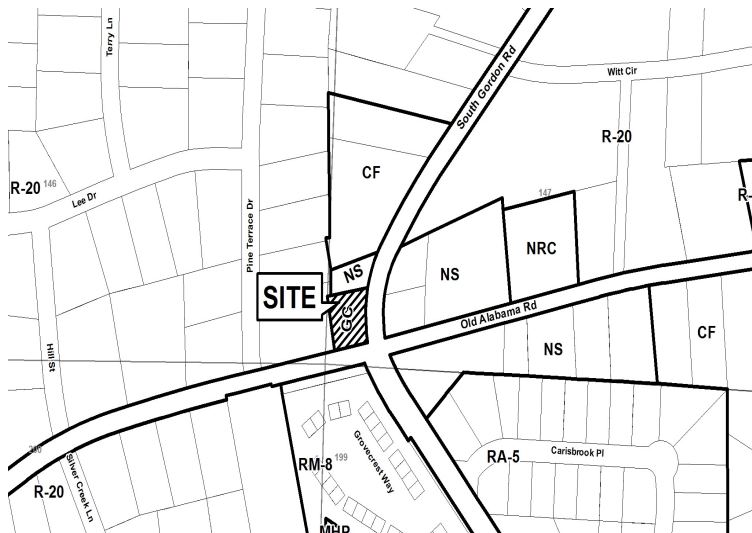 Terry Ln
South Gordon Rd
Witt Cir
R-20
CF
R-20
146
147
R-
Lee Dr
Pine Terrace Dr
NS
NRC
NS
SITE
GC
Old Alabama Rd
CF
NS
Hill St
Grovecrest Way
Carisbrook Pl
200
RM-8
199
RA-5
Silver Creek Ln
R-20
MHP